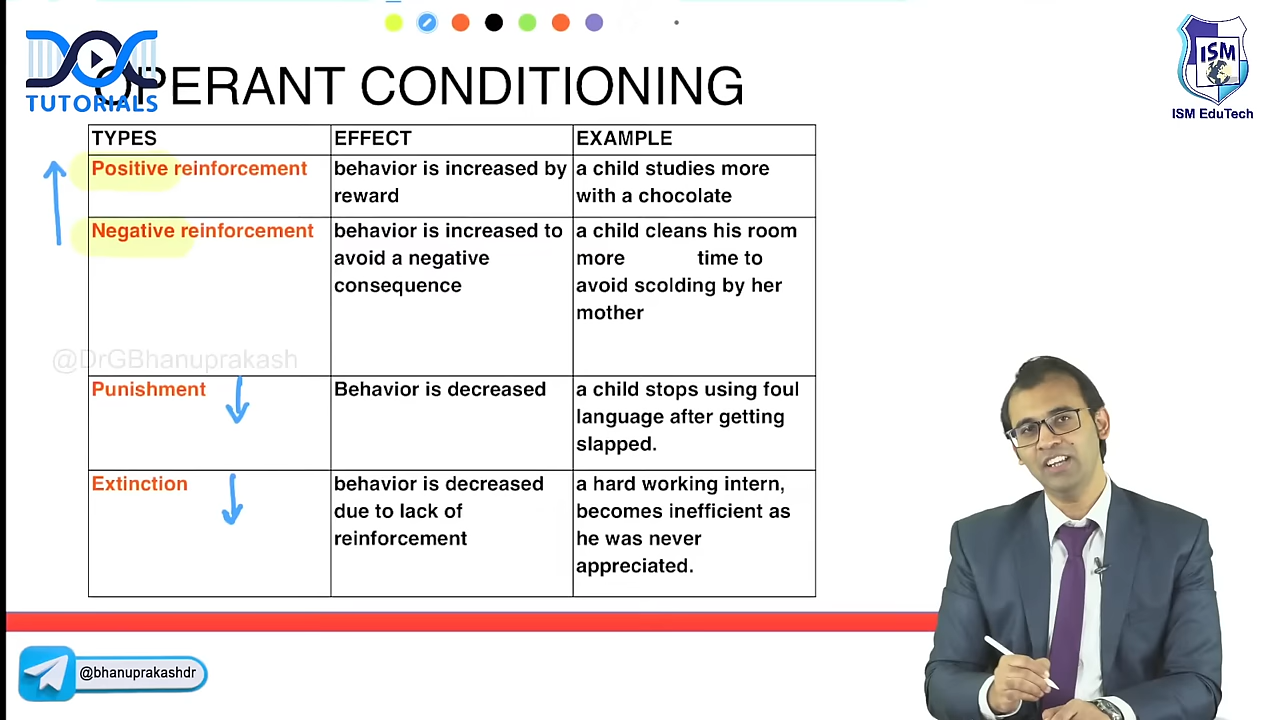 DOC
TUTORIALS
OPERANT CONDITIONING
ISM
ISM EduTech
TYPES
EFFECT
EXAMPLE
Positive reinforcement
behavior is increased by
reward
a child studies more
with a chocolate
Negative reinforcement
behavior is increased to
avoid a negative
consequence
a child cleans his room
more time to
avoid scolding by her
mother
@DrGBhanuprakash
Punishment
Behavior is decreased
a child stops using foul
language after getting
slapped.
Extinction
behavior is decreased
due to lack of
reinforcement
a hard working intern,
becomes inefficient as
he was never
appreciated.
@bhanuprakashdr